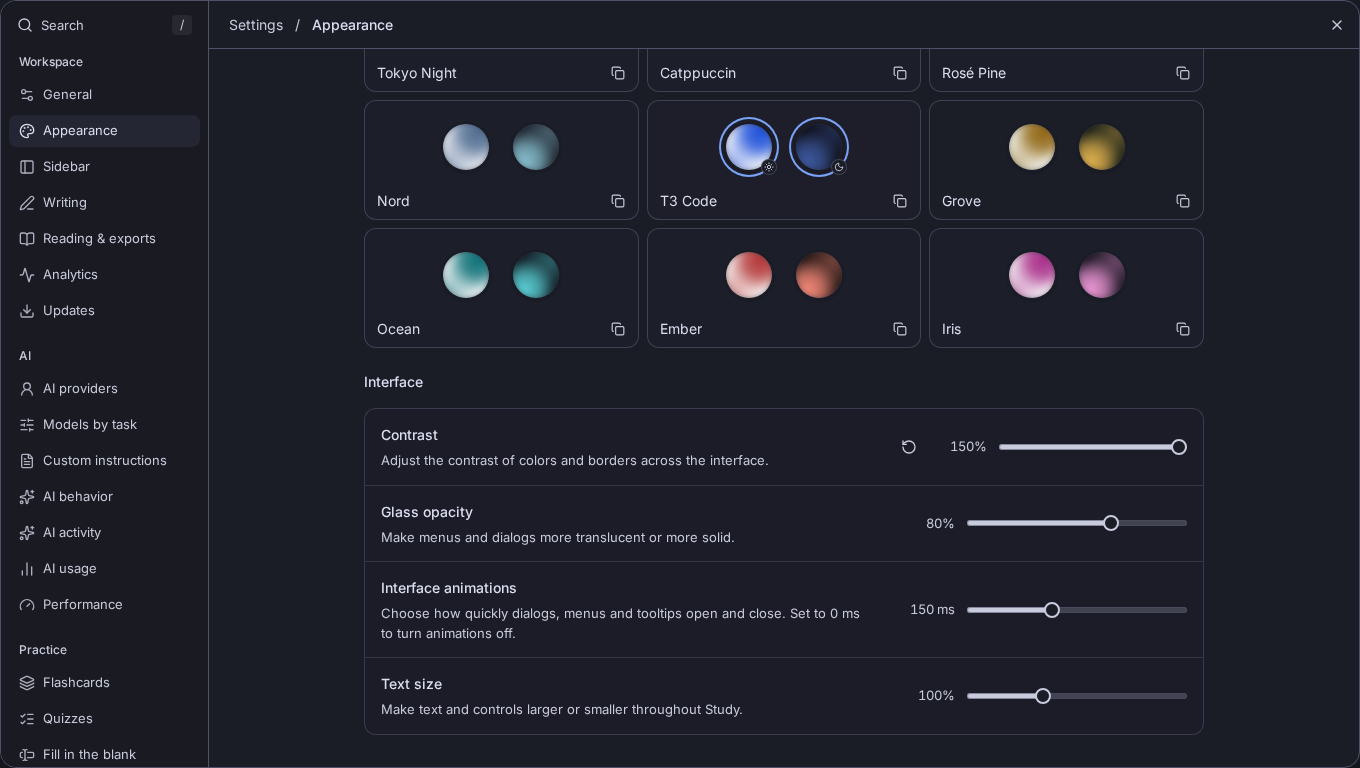 Search
/
Settings / Appearance
Workspace
General
Appearance
Sidebar
Writing
Reading & exports
Analytics
Updates
AI
AI providers
Models by task
Custom instructions
AI behavior
AI activity
AI usage
Performance
Practice
Flashcards
Quizzes
Fill in the blank
Tokyo Night
Catppuccin
Rosé Pine
Nord
T3 Code
Grove
Ocean
Ember
Iris
Interface
Contrast
Adjust the contrast of colors and borders across the interface.
150%
Glass opacity
Make menus and dialogs more translucent or more solid.
80%
Interface animations
Choose how quickly dialogs, menus and tooltips open and close. Set to 0 ms
to turn animations off.
150 ms
Text size
Make text and controls larger or smaller throughout Study.
100%